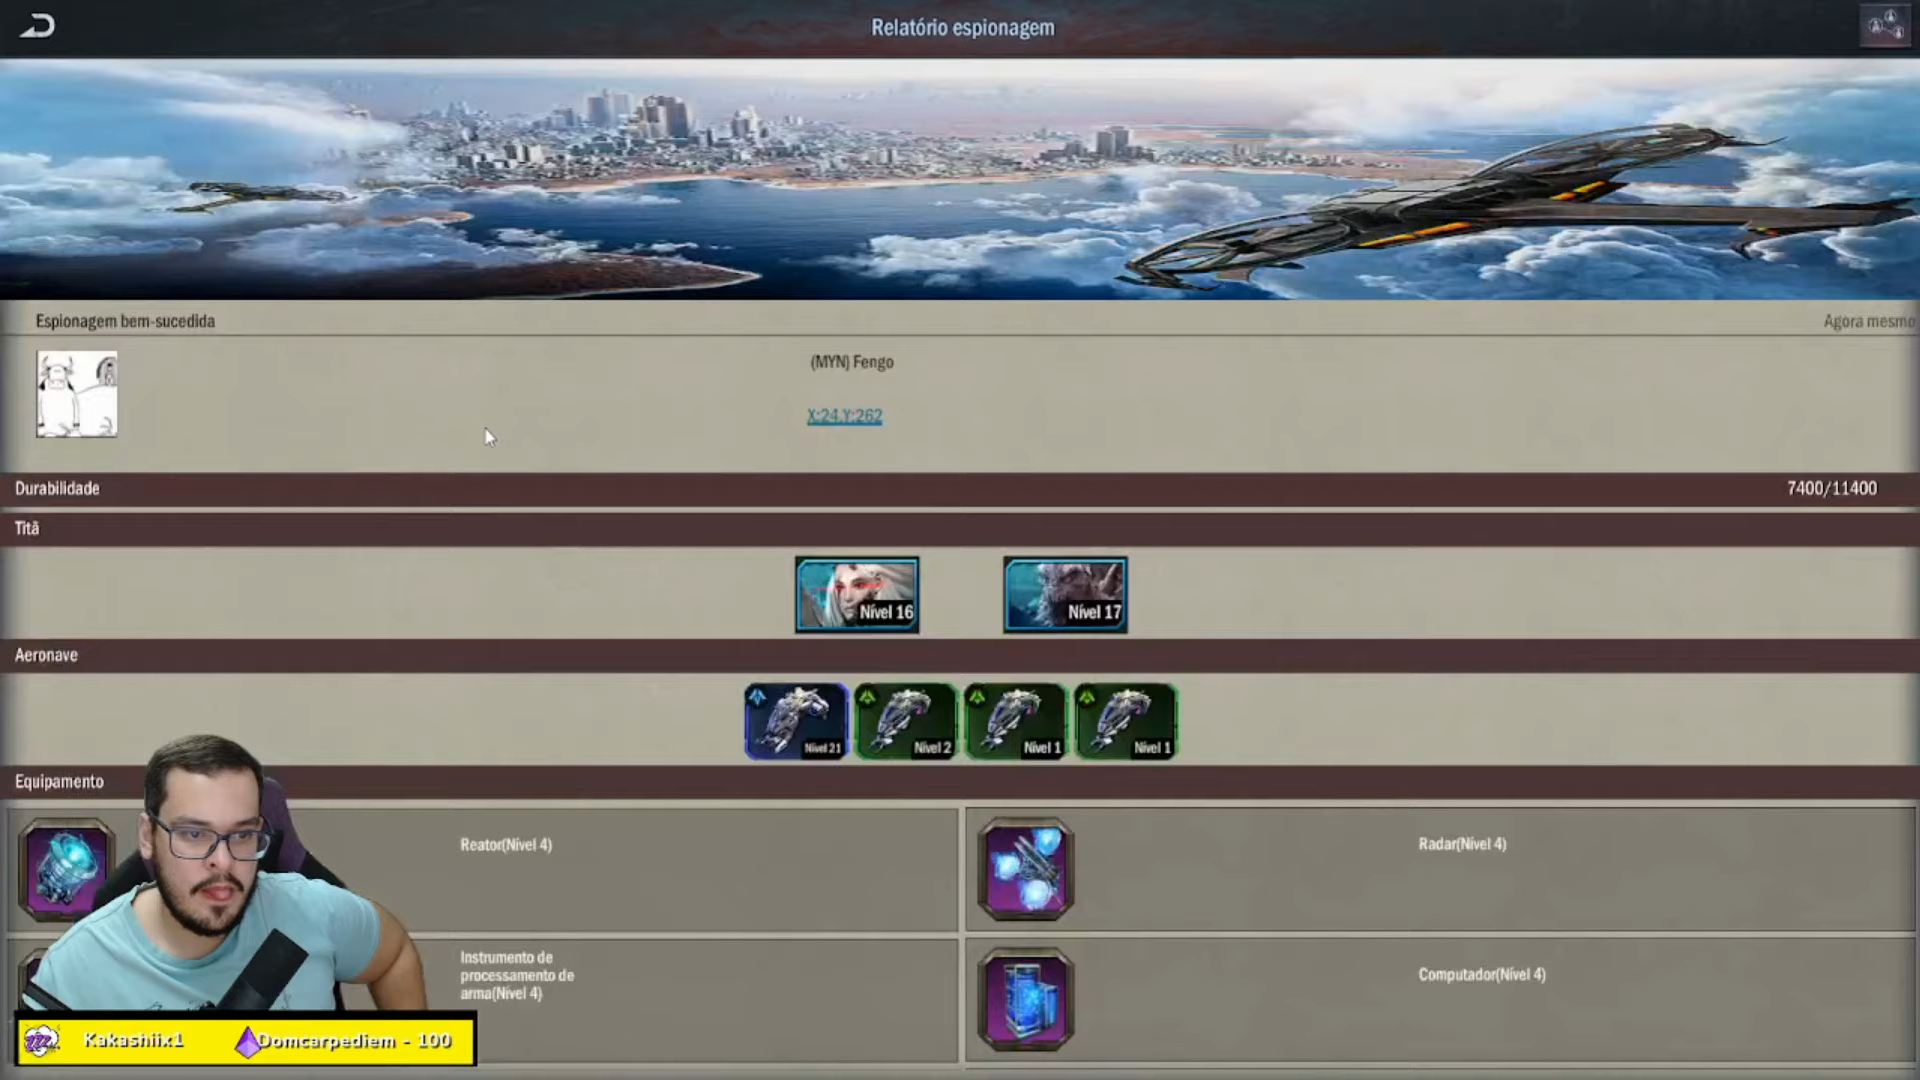 Relatório espionagem
Espionagem bem-sucedida
Agora mesmo
(MYN) Fengo
X:24,Y:262
Durabilidade
7400/11400
Titã
Nível 16
Nível 17
Aeronave
Nível 21
Nível 2
Nível 1
Nível 1
Equipamento
Reator(Nível 4)
Radar(Nível 4)
Instrumento de
processamento de
arma(Nível 4)
Computador(Nível 4)
Kakashiix1
Domcarpediem - 100